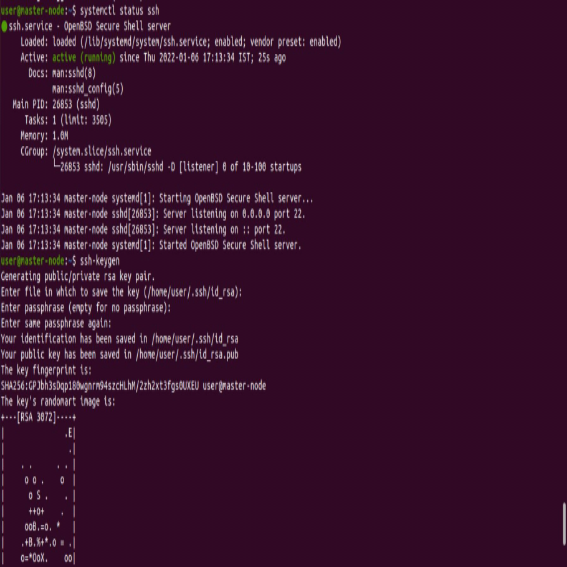 user@master-node:~$ systemctl status ssh
● ssh.service - OpenBSD Secure Shell server
     Loaded: loaded (/lib/systemd/system/ssh.service; enabled; vendor preset: enabled)
     Active: active (running) since Thu 2022-01-06 17:13:34 IST; 25s ago
       Docs: man:sshd(8)
             man:sshd_config(5)
   Main PID: 26853 (sshd)
      Tasks: 1 (limit: 3505)
     Memory: 1.0M
     CGroup: /system.slice/ssh.service
             └─26853 sshd: /usr/sbin/sshd -D [listener] 0 of 10-100 startups
Jan 06 17:13:34 master-node systemd[1]: Starting OpenBSD Secure Shell server...
Jan 06 17:13:34 master-node sshd[26853]: Server listening on 0.0.0.0 port 22.
Jan 06 17:13:34 master-node sshd[26853]: Server listening on :: port 22.
Jan 06 17:13:34 master-node systemd[1]: Started OpenBSD Secure Shell server.
user@master-node:~$ ssh-keygen
Generating public/private rsa key pair.
Enter file in which to save the key (/home/user/.ssh/id_rsa):
Enter passphrase (empty for no passphrase):
Enter same passphrase again:
Your identification has been saved in /home/user/.ssh/id_rsa
Your public key has been saved in /home/user/.ssh/id_rsa.pub
The key fingerprint is:
SHA256:GPJbh3sDqp180wgnrm94szcHLhM/2zh2xt3fgs0UXEU user@master-node
The key's randomart image is:
+---[RSA 3072]----+
|               .E|
|                .|
|    . .      . . |
|     o o .    o  |
|      o S .    . |
|      ++o+    .  |
|     ooB.=o. *   |
|    .+B.%+*.o = .|
|    o=*OoX.    oo|